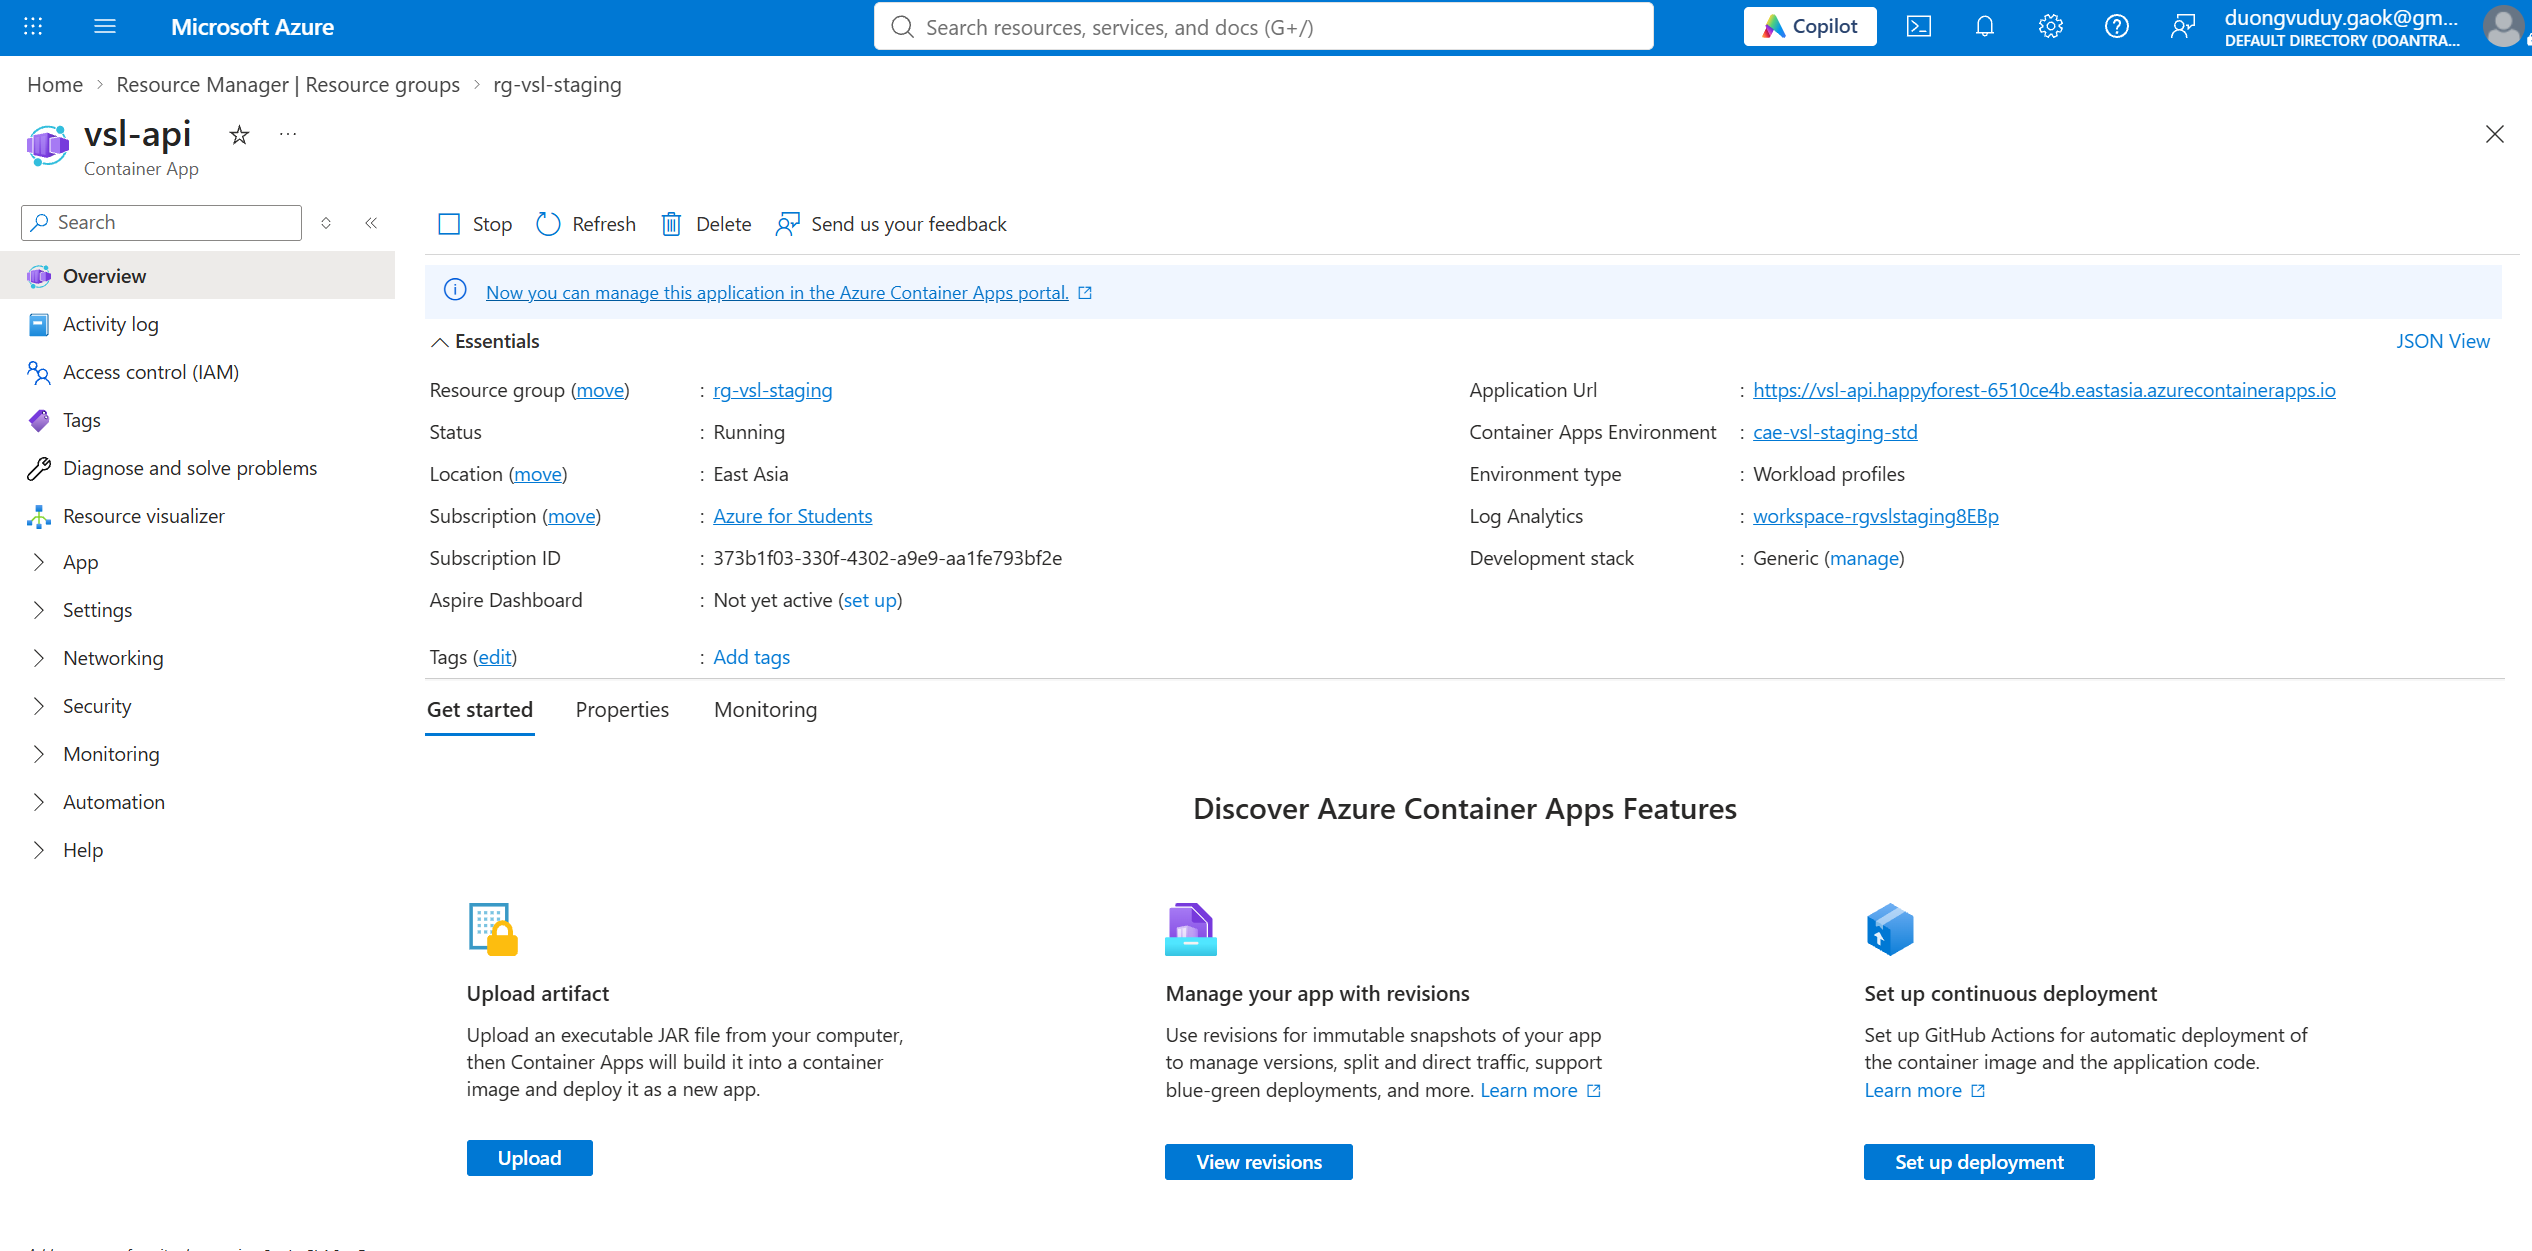 Microsoft Azure
Search resources, services, and docs (G+/)
Copilot
duongvuduy.gaok@gm...
DEFAULT DIRECTORY (DOANTRA...
Home > Resource Manager | Resource groups > rg-vsl-staging
vsl-api
Container App
Search
Stop
Refresh
Delete
Send us your feedback
Overview
Activity log
Access control (IAM)
Tags
Diagnose and solve problems
Resource visualizer
App
Settings
Networking
Security
Monitoring
Automation
Help
Now you can manage this application in the Azure Container Apps portal.
Essentials
JSON View
Resource group (move) : rg-vsl-staging
Status : Running
Location (move) : East Asia
Subscription (move) : Azure for Students
Subscription ID : 373b1f03-330f-4302-a9e9-aa1fe793bf2e
Aspire Dashboard : Not yet active (set up)
Tags (edit) : Add tags
Application Url : https://vsl-api.happyforest-6510ce4b.eastasia.azurecontainerapps.io
Container Apps Environment : cae-vsl-staging-std
Environment type : Workload profiles
Log Analytics : workspace-rgvslstaging8EBp
Development stack : Generic (manage)
Get started
Properties
Monitoring
Discover Azure Container Apps Features
Upload artifact
Upload an executable JAR file from your computer,
then Container Apps will build it into a container
image and deploy it as a new app.
Upload
Manage your app with revisions
Use revisions for immutable snapshots of your app
to manage versions, split and direct traffic, support
blue-green deployments, and more. Learn more
View revisions
Set up continuous deployment
Set up GitHub Actions for automatic deployment of
the container image and the application code.
Learn more
Set up deployment